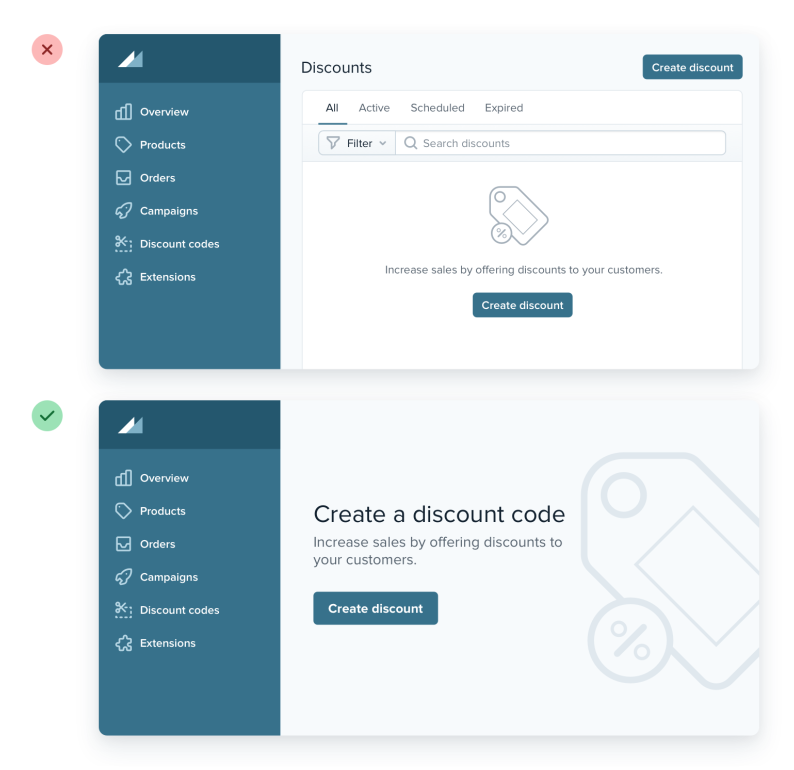 Discounts
Create discount
Overview
Products
Orders
Campaigns
Discount codes
Extensions
All Active Scheduled Expired
Filter Search discounts
Increase sales by offering discounts to your customers.
Create discount
Overview
Products
Orders
Campaigns
Discount codes
Extensions
Create a discount code
Increase sales by offering discounts to
your customers.
Create discount